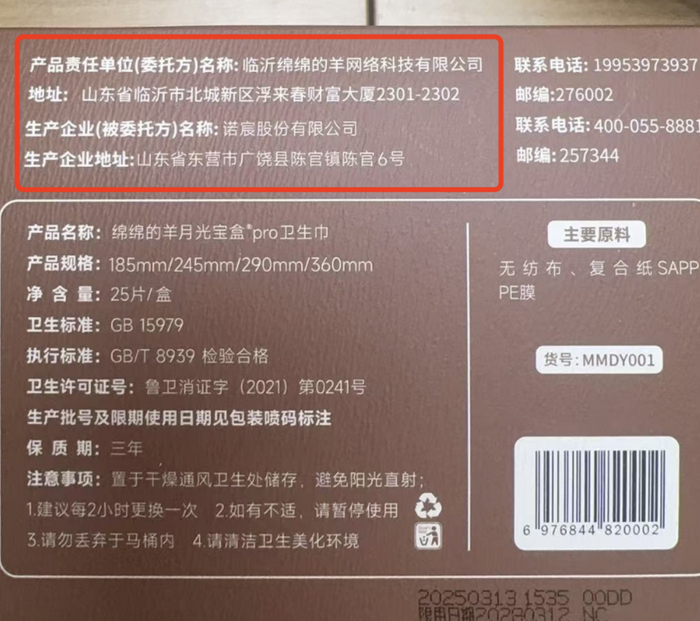 产品责任单位(委托方)名称:临沂绵绵的羊网络科技有限公司
联系电话: 19953973937
地址: 山东省临沂市北城新区浮来春财富大厦2301-2302
邮编:276002
生产企业(被委托方)名称: 诺宸股份有限公司
联系电话: 400-055-8881
生产企业地址:山东省东营市广饶县陈官镇陈官6号
邮编: 257344
产品名称: 绵绵的羊月光宝盒®pro卫生巾
产品规格: 185mm/245mm/290mm/360mm
净 含 量: 25片/盒
卫生标准: GB 15979
执行标准: GB/T 8939 检验合格
卫生许可证号: 鲁卫消证字（2021）第0241号
生产批号及限期使用日期见包装喷码标注
保 质 期: 三年
注意事项: 置于干燥通风卫生处储存，避免阳光直射;
1.建议每2小时更换一次 2.如有不适，请暂停使用
3.请勿丢弃于马桶内 4.请清洁卫生美化环境
主要原料
无纺布、复合纸SAPP
PE膜
货号: MMDY001
6 976844 820002
20250313 1535 00DD
限用日期20280312 NC